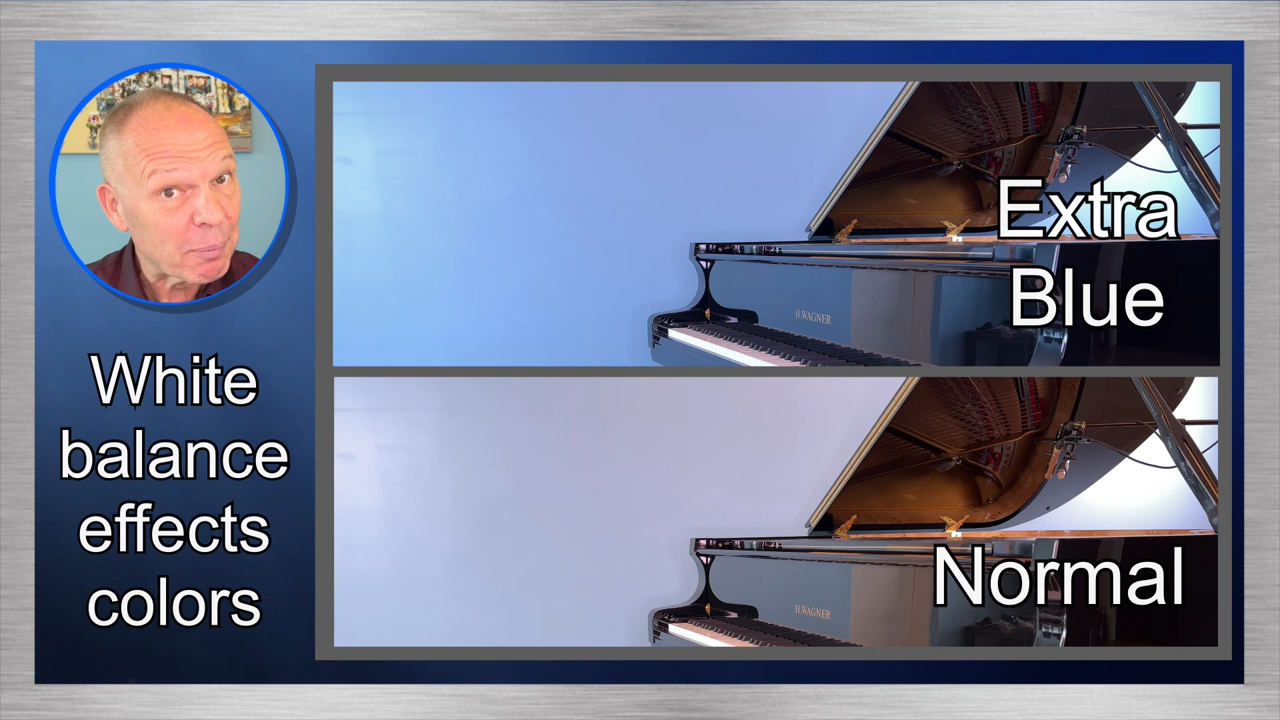 White
balance
effects
colors
Extra
Blue
H.WAGNER
Normal
H.WAGNER